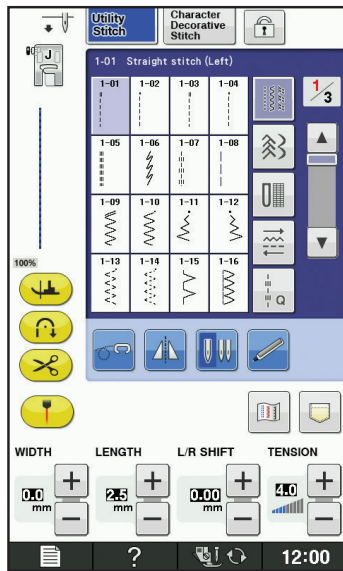 Utility
Stitch
Character
Decorative
Stitch
J
1-01 Straight stitch (Left)
1/3
1-01 1-02 1-03 1-04
1-05 1-06 1-07 1-08
1-09 1-10 1-11 1-12
1-13 1-14 1-15 1-16
Q
100%
WIDTH LENGTH L/R SHIFT TENSION
0.0 mm + − 2.5 mm + − 0.00 mm + − 4.0 + −
? 12:00